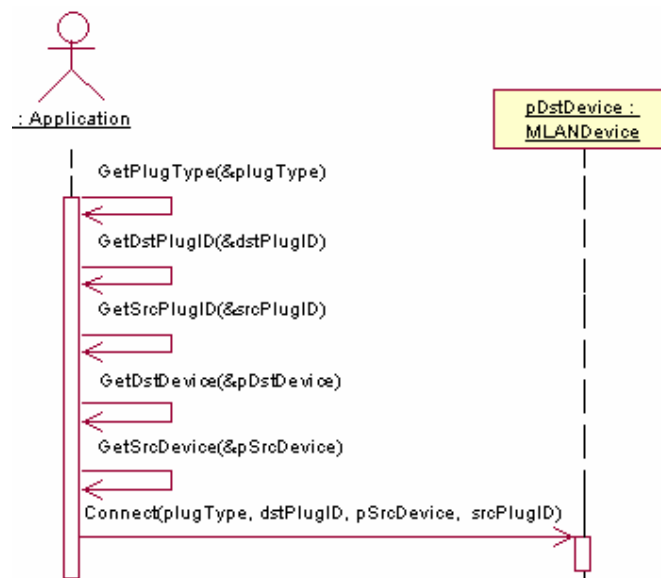 : Application
pDstDevice :
MLANDevice
GetPlugType(&plugType)
GetDstPlugID(&dstPlugID)
GetSrcPlugID(&srcPlugID)
GetDstDevice(&pDstDevice)
GetSrcDevice(&pSrcDevice)
Connect(plugType, dstPlugID, pSrcDevice, srcPlugID)